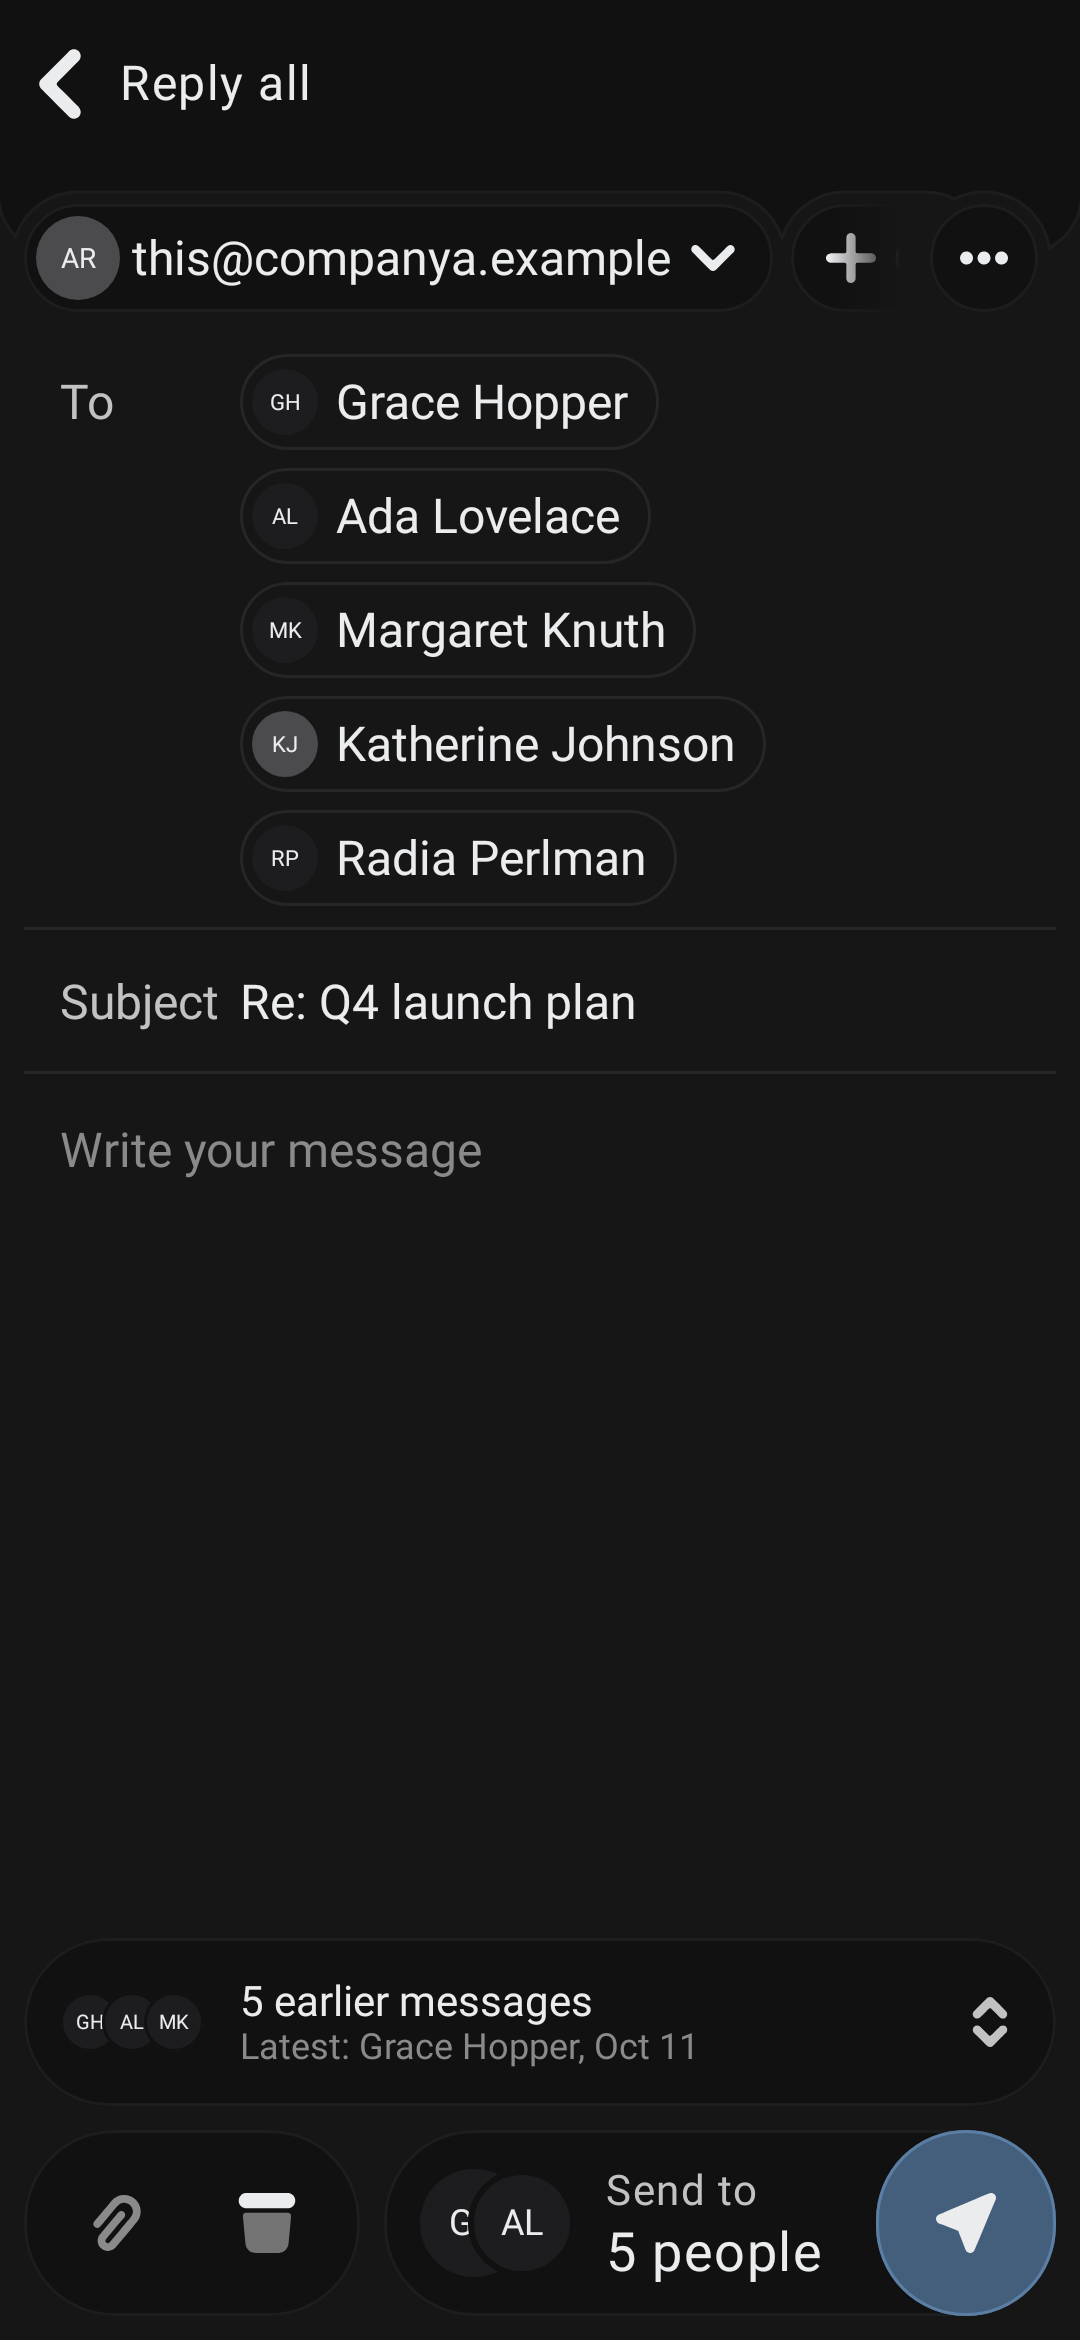 Reply all
AR this@companya.example
To
GH Grace Hopper
AL Ada Lovelace
MK Margaret Knuth
KJ Katherine Johnson
RP Radia Perlman
Subject Re: Q4 launch plan
Write your message
GH AL MK 5 earlier messages
Latest: Grace Hopper, Oct 11
G AL Send to
5 people